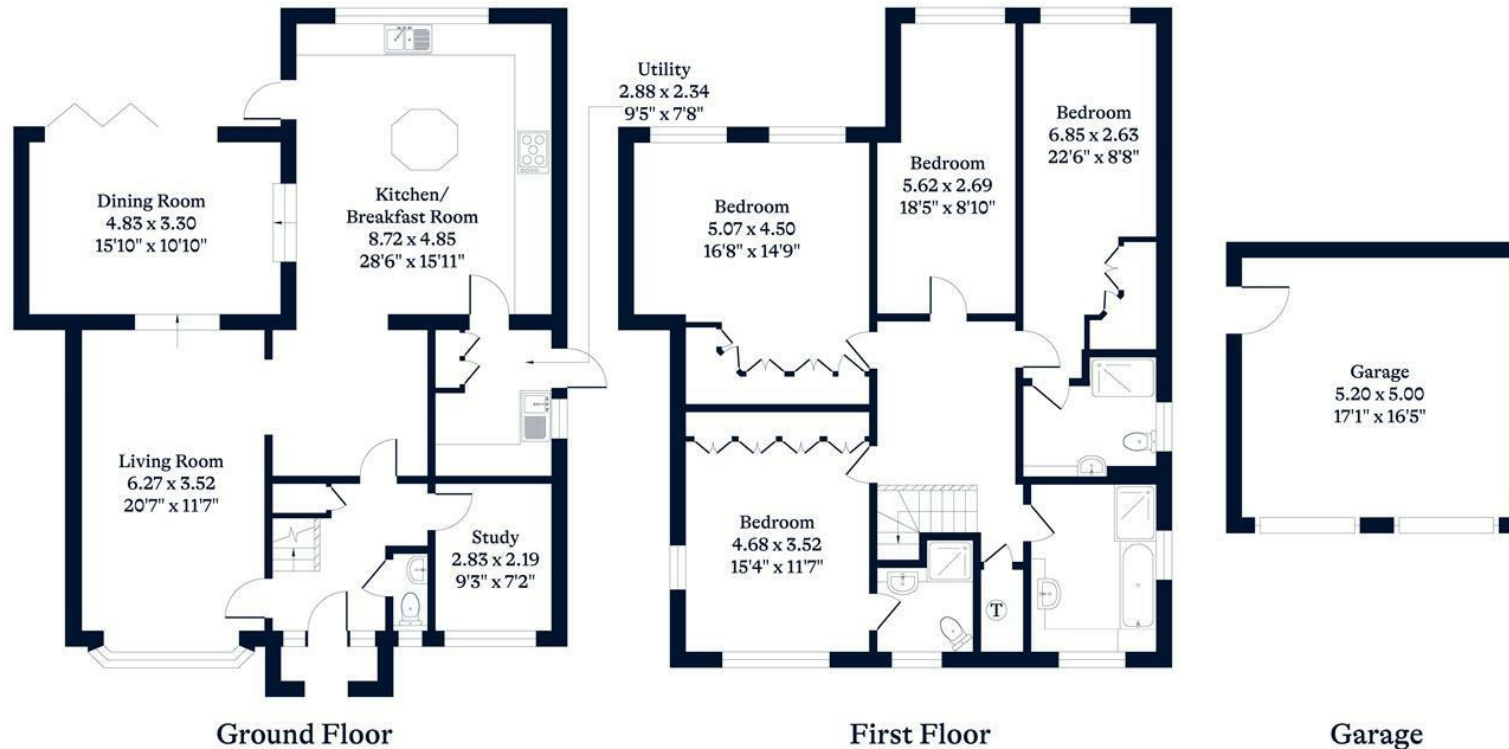 Dining Room
4.83 x 3.30
15'10" x 10'10"
Kitchen/
Breakfast Room
8.72 x 4.85
28'6" x 15'11"
Utility
2.88 x 2.34
9'5" x 7'8"
Living Room
6.27 x 3.52
20'7" x 11'7"
Study
2.83 x 2.19
9'3" x 7'2"
Ground Floor
Bedroom
5.07 x 4.50
16'8" x 14'9"
Bedroom
5.62 x 2.69
18'5" x 8'10"
Bedroom
6.85 x 2.63
22'6" x 8'8"
Bedroom
4.68 x 3.52
15'4" x 11'7"
T
First Floor
Garage
5.20 x 5.00
17'1" x 16'5"
Garage